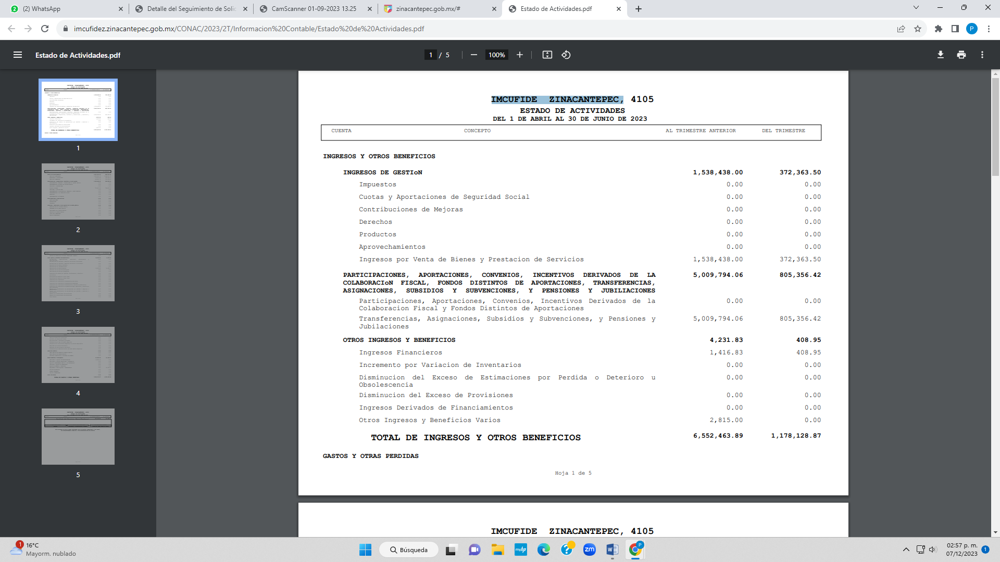 (2) WhatsApp
Detalle del Seguimiento de Solic
CamScanner 01-09-2023 13.25
zinacantepec.gob.mx/#
Estado de Actividades.pdf
imcufidez.zinacantepec.gob.mx/CONAC/2023/2T/Informacion%20Contable/Estado%20de%20Actividades.pdf
P
Estado de Actividades.pdf
1 / 5
100%
IMCUFIDE ZINACANTEPEC, 4105
ESTADO DE ACTIVIDADES
DEL 1 DE ABRIL AL 30 DE JUNIO DE 2023
CUENTA CONCEPTO AL TRIMESTRE ANTERIOR DEL TRIMESTRE
INGRESOS Y OTROS BENEFICIOS
INGRESOS DE GESTIoN 1,538,438.00 372,363.50
Impuestos 0.00 0.00
Cuotas y Aportaciones de Seguridad Social 0.00 0.00
Contribuciones de Mejoras 0.00 0.00
Derechos 0.00 0.00
Productos 0.00 0.00
Aprovechamientos 0.00 0.00
Ingresos por Venta de Bienes y Prestacion de Servicios 1,538,438.00 372,363.50
PARTICIPACIONES, APORTACIONES, CONVENIOS, INCENTIVOS DERIVADOS DE LA 5,009,794.06 805,356.42
COLABORACIoN FISCAL, FONDOS DISTINTOS DE APORTACIONES, TRANSFERENCIAS,
ASIGNACIONES, SUBSIDIOS Y SUBVENCIONES, Y PENSIONES Y JUBILIACIONES
Participaciones, Aportaciones, Convenios, Incentivos Derivados de la 0.00 0.00
Colaboracion Fiscal y Fondos Distintos de Aportaciones
Transferencias, Asignaciones, Subsidios y Subvenciones, y Pensiones y 5,009,794.06 805,356.42
Jubilaciones
OTROS INGRESOS Y BENEFICIOS 4,231.83 408.95
Ingresos Financieros 1,416.83 408.95
Incremento por Variacion de Inventarios 0.00 0.00
Disminucion del Exceso de Estimaciones por Perdida o Deterioro u 0.00 0.00
Obsolescencia
Disminucion del Exceso de Provisiones 0.00 0.00
Ingresos Derivados de Financiamientos 0.00 0.00
Otros Ingresos y Beneficios Varios 2,815.00 0.00
TOTAL DE INGRESOS Y OTROS BENEFICIOS 6,552,463.89 1,178,128.87
GASTOS Y OTRAS PERDIDAS
Hoja 1 de 5
IMCUFIDE ZINACANTEPEC, 4105
1
2
3
4
5
1
16°C
Mayorm. nublado
Búsqueda
02:57 p. m.
07/12/2023
1